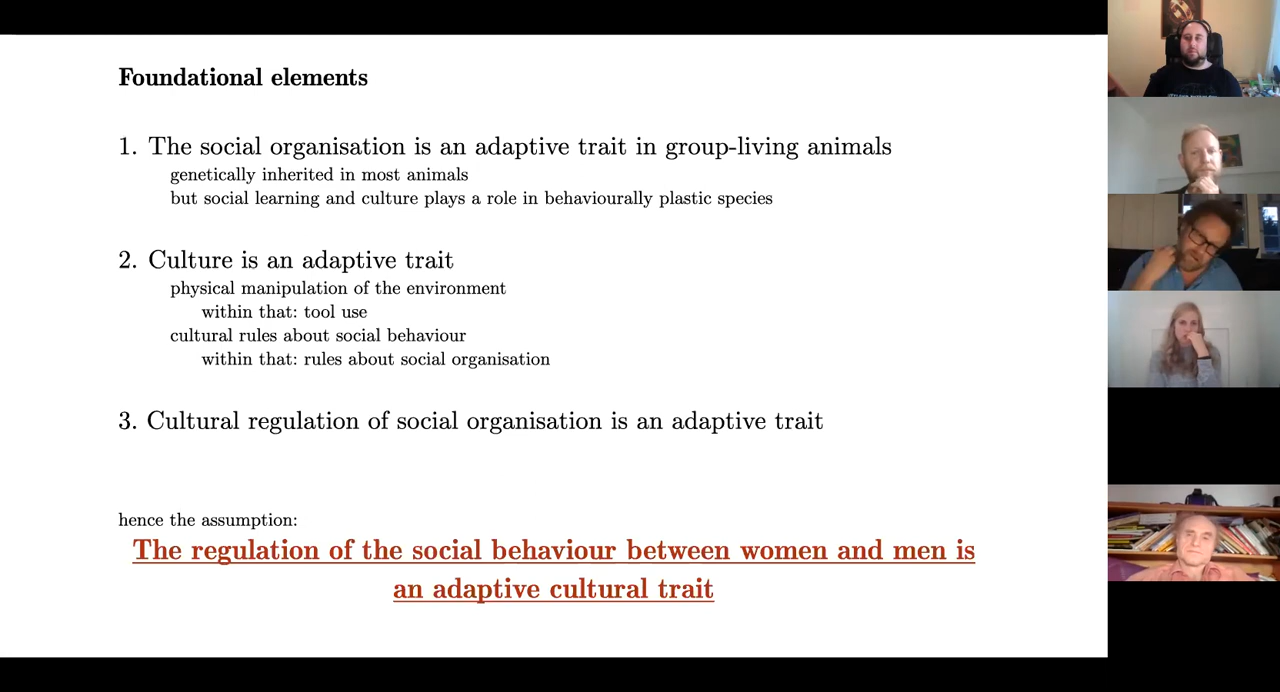 Foundational elements
1. The social organisation is an adaptive trait in group-living animals
genetically inherited in most animals
but social learning and culture plays a role in behaviourally plastic species
2. Culture is an adaptive trait
physical manipulation of the environment
within that: tool use
cultural rules about social behaviour
within that: rules about social organisation
3. Cultural regulation of social organisation is an adaptive trait
hence the assumption:
The regulation of the social behaviour between women and men is
an adaptive cultural trait